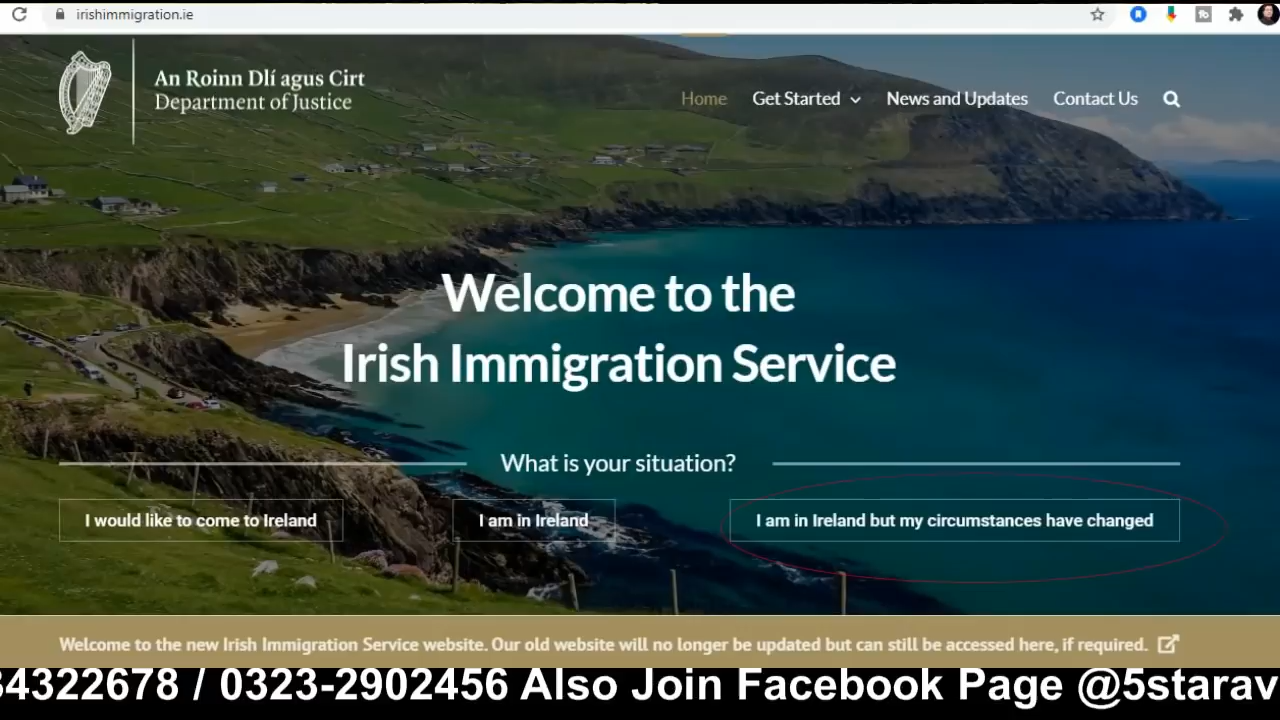 irishimmigration.ie
An Roinn Dlí agus Cirt
Department of Justice
Home Get Started News and Updates Contact Us
Welcome to the
Irish Immigration Service
What is your situation?
I would like to come to Ireland I am in Ireland I am in Ireland but my circumstances have changed
Welcome to the new Irish Immigration Service website. Our old website will no longer be updated but can still be accessed here, if required.
34322678 / 0323-2902456 Also Join Facebook Page @5starav